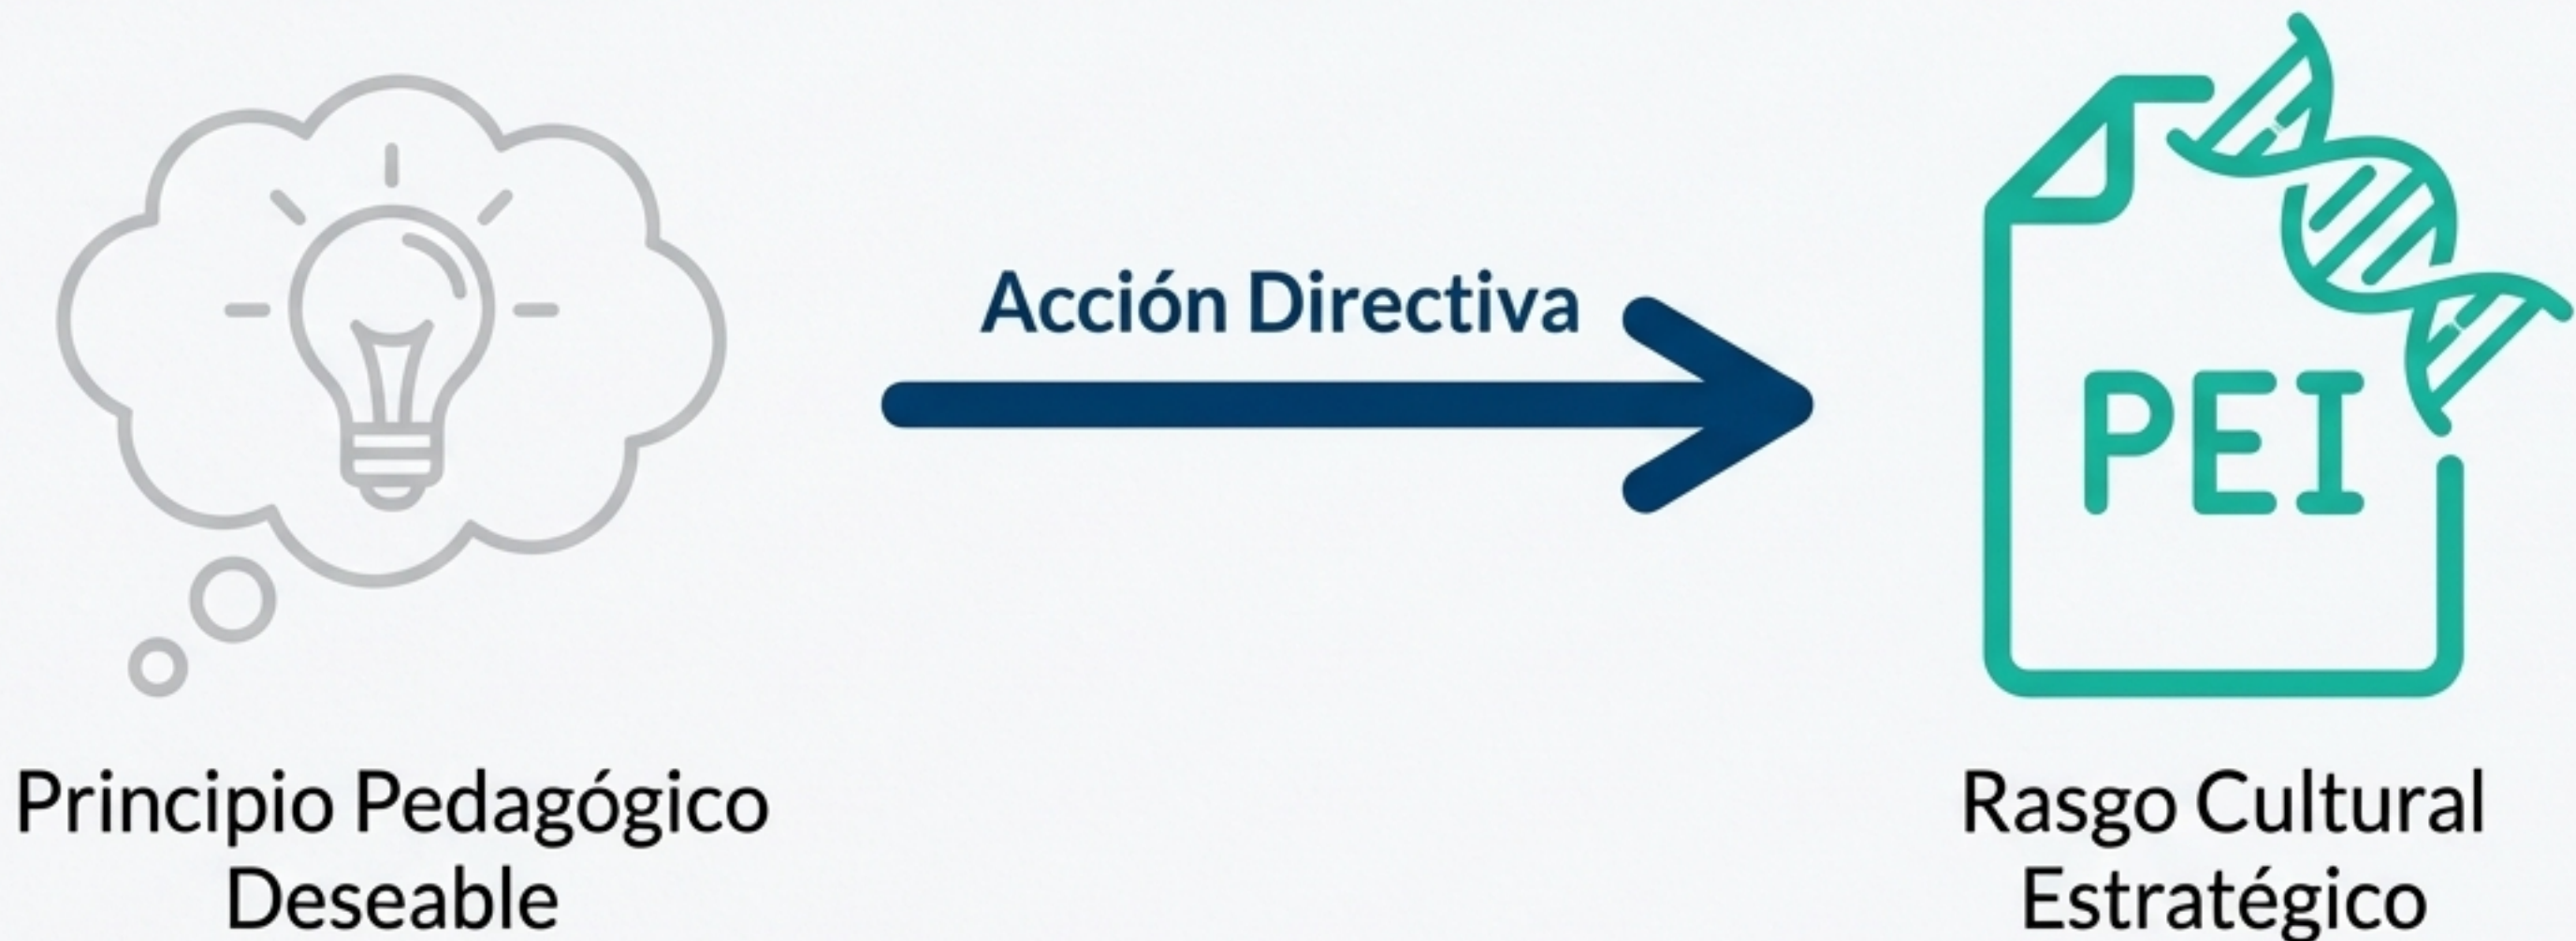 Acción Directiva
PEI
Principio Pedagógico
Deseable
Rasgo Cultural
Estratégico